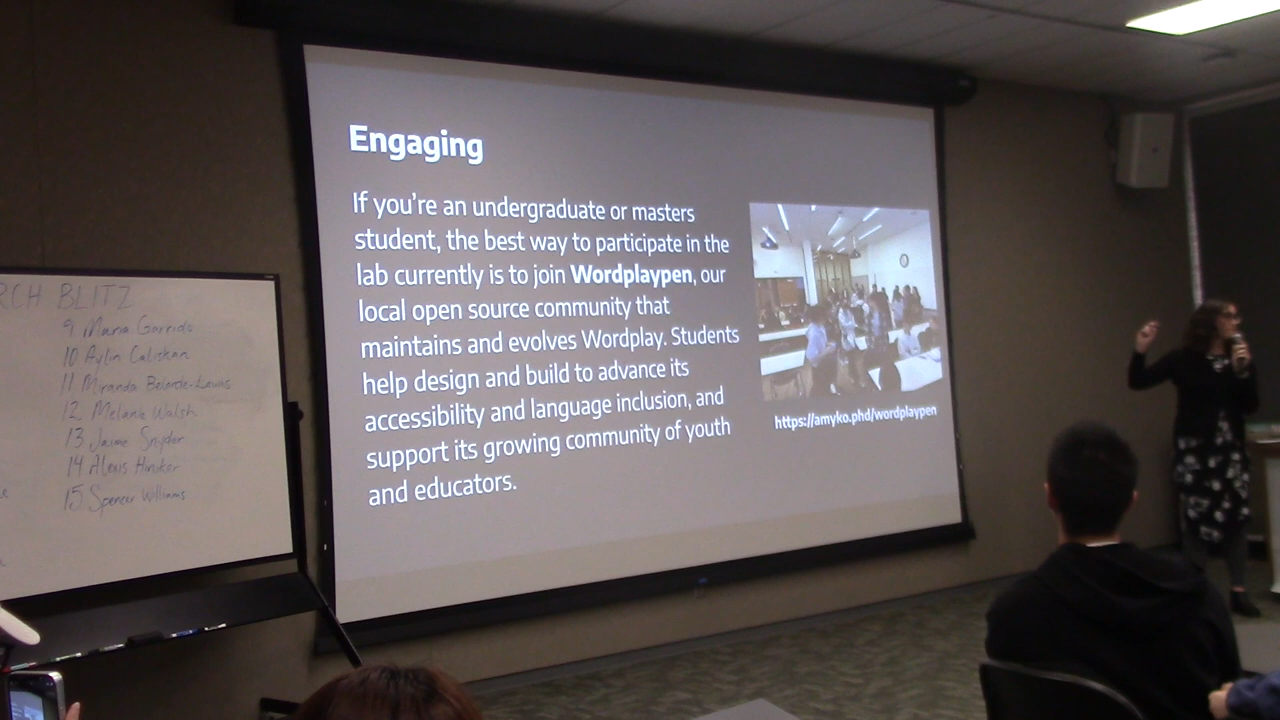 Engaging
If you're an undergraduate or masters
student, the best way to participate in the
lab currently is to join Wordplaypen, our
local open source community that
maintains and evolves Wordplay. Students
help design and build to advance its
accessibility and language inclusion, and
support its growing community of youth
and educators.
https://amyko.phd/wordplaypen
RCH BLITZ
9 Maria Garrido
10 Aylin Caliskan
11 Miranda Belarde-Lewis
12 Melanie Walsh
13 Jaime Snyder
14 Alexis Hiniker
15 Spencer Williams